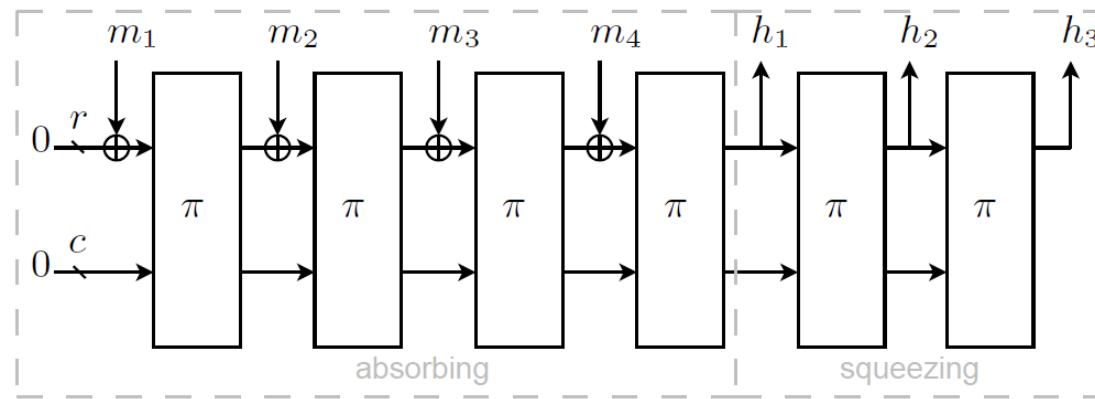 m₁ m₂ m₃ m₄ h₁ h₂ h₃
0 r
π π π π π π
0 c
absorbing squeezing